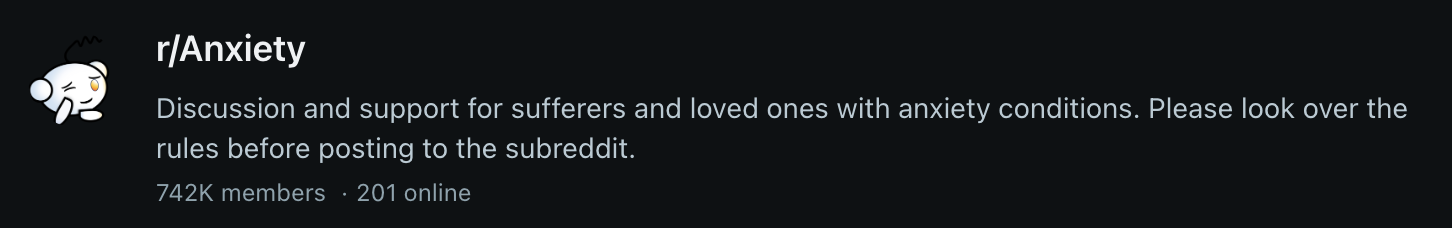 r/Anxiety
Discussion and support for sufferers and loved ones with anxiety conditions. Please look over the
rules before posting to the subreddit.
742K members · 201 online